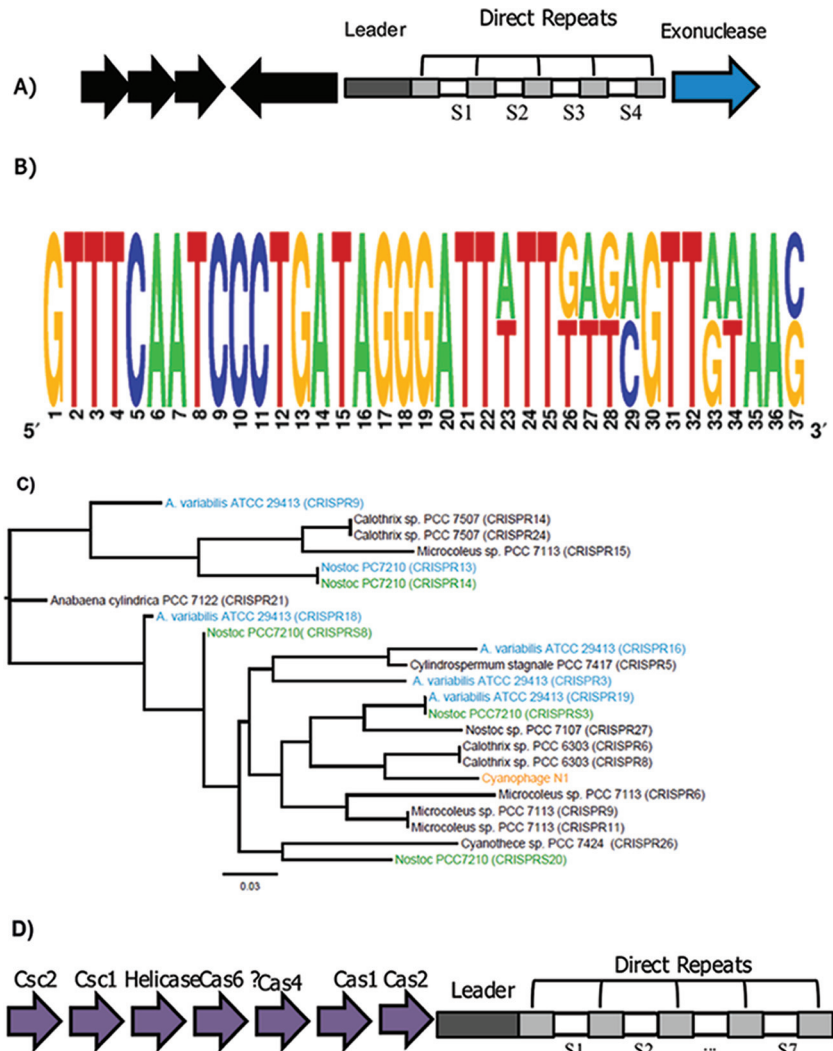 Leader Direct Repeats Exonuclease
A)
S1 S2 S3 S4
B)
GTTTCAATCCCTGATAGGGATTATTGAGAGTTAAAAC
T TTTC GT G
5′ 1 2 3 4 5 6 7 8 9 10 11 12 13 14 15 16 17 18 19 20 21 22 23 24 25 26 27 28 29 30 31 32 33 34 35 36 37 3′
C)
A. variabilis ATCC 29413 (CRISPR9)
Calothrix sp. PCC 7507 (CRISPR14)
Calothrix sp. PCC 7507 (CRISPR24)
Microcoleus sp. PCC 7113 (CRISPR15)
Nostoc PC7210 (CRISPR13)
Nostoc PC7210 (CRISPR14)
Anabaena cylindrica PCC 7122 (CRISPR21)
A. variabilis ATCC 29413 (CRISPR18)
Nostoc PCC7210( CRISPRS8)
A. variabilis ATCC 29413 (CRISPR16)
Cylindrospermum stagnale PCC 7417 (CRISPR5)
A. variabilis ATCC 29413 (CRISPR3)
A. variabilis ATCC 29413 (CRISPR19)
Nostoc PCC7210 (CRISPRS3)
Nostoc sp. PCC 7107 (CRISPR27)
Calothrix sp. PCC 6303 (CRISPR6)
Calothrix sp. PCC 6303 (CRISPR8)
Cyanophage N1
Microcoleus sp. PCC 7113 (CRISPR6)
Microcoleus sp. PCC 7113 (CRISPR9)
Microcoleus sp. PCC 7113 (CRISPR11)
Cyanothece sp. PCC 7424 (CRISPR26)
Nostoc PCC7210 (CRISPRS20)
0.03
D)
Csc2 Csc1 Helicase Cas6 ?Cas4 Cas1 Cas2 Leader Direct Repeats
S1 S2 ... S7